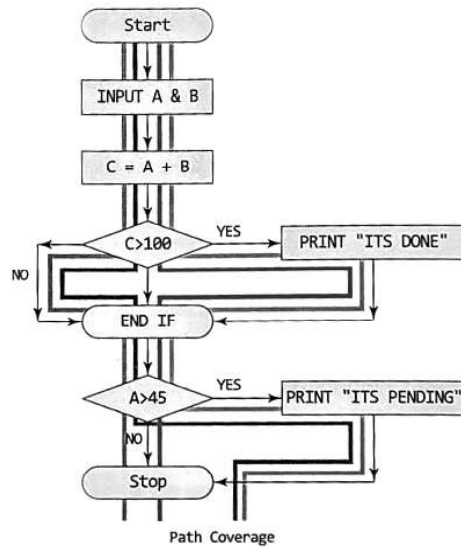 Start
INPUT A & B
C = A + B
C>100
YES
PRINT "ITS DONE"
NO
END IF
A>45
YES
PRINT "ITS PENDING"
NO
Stop
Path Coverage